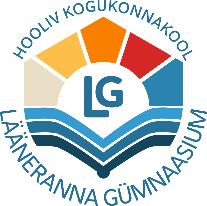 HOOLIV KOGUKONNAKOOL
LG
LÄÄNERANNA GÜMNAASIUM